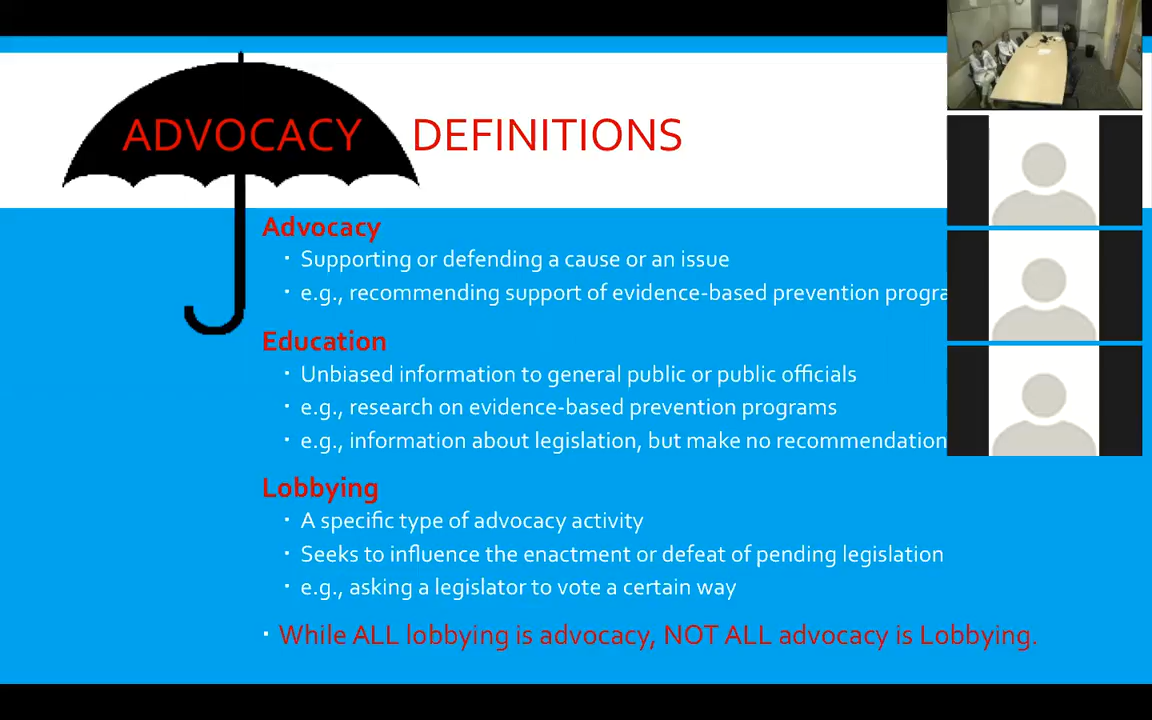 ADVOCACY DEFINITIONS
Advocacy
Supporting or defending a cause or an issue
e.g., recommending support of evidence-based prevention
Education
Unbiased information to general public or public officials
e.g., research on evidence-based prevention programs
e.g., information about legislation, but make no recommendation
Lobbying
A specific type of advocacy activity
Seeks to influence the enactment or defeat of pending legislation
e.g., asking a legislator to vote a certain way
While ALL lobbying is advocacy, NOT ALL advocacy is Lobbying.